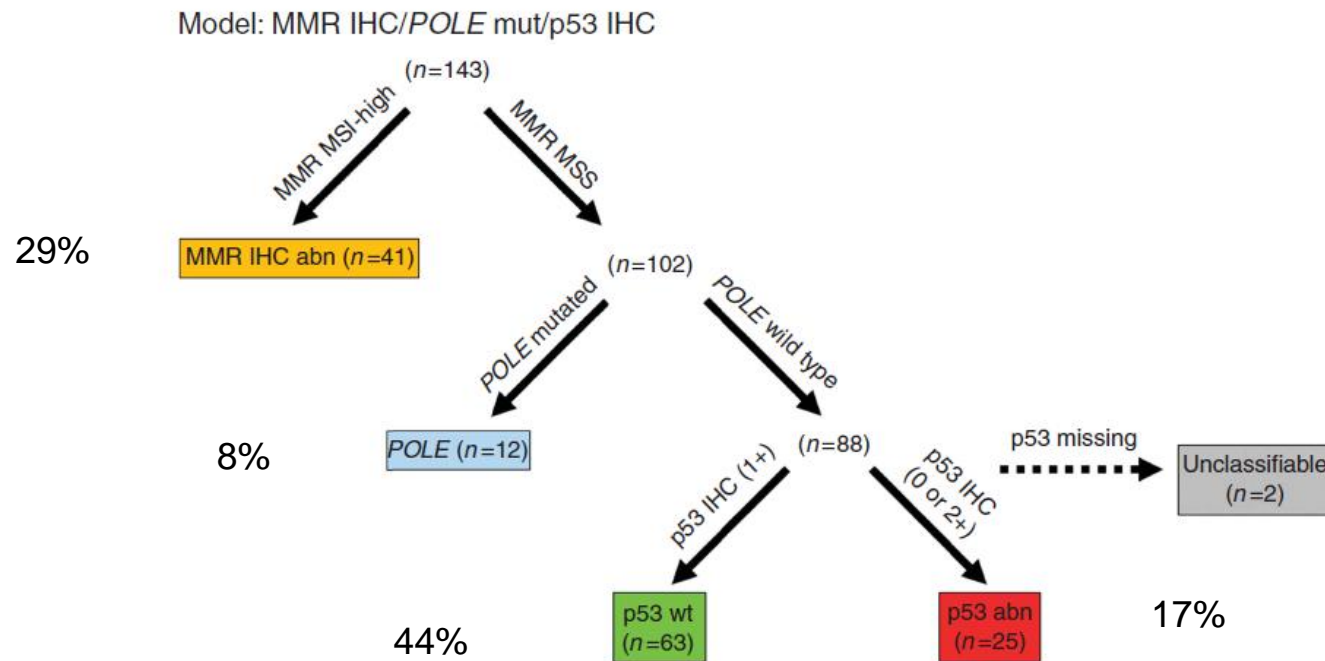 Model: MMR IHC/POLE mut/p53 IHC
(n=143)
MMR MSI-high
MMR MSS
29%
MMR IHC abn (n=41)
(n=102)
POLE mutated
POLE wild type
8%
POLE (n=12)
(n=88)
p53 missing
Unclassifiable
(n=2)
p53 IHC (1+)
p53 IHC
(0 or 2+)
44%
p53 wt
(n=63)
p53 abn
(n=25)
17%